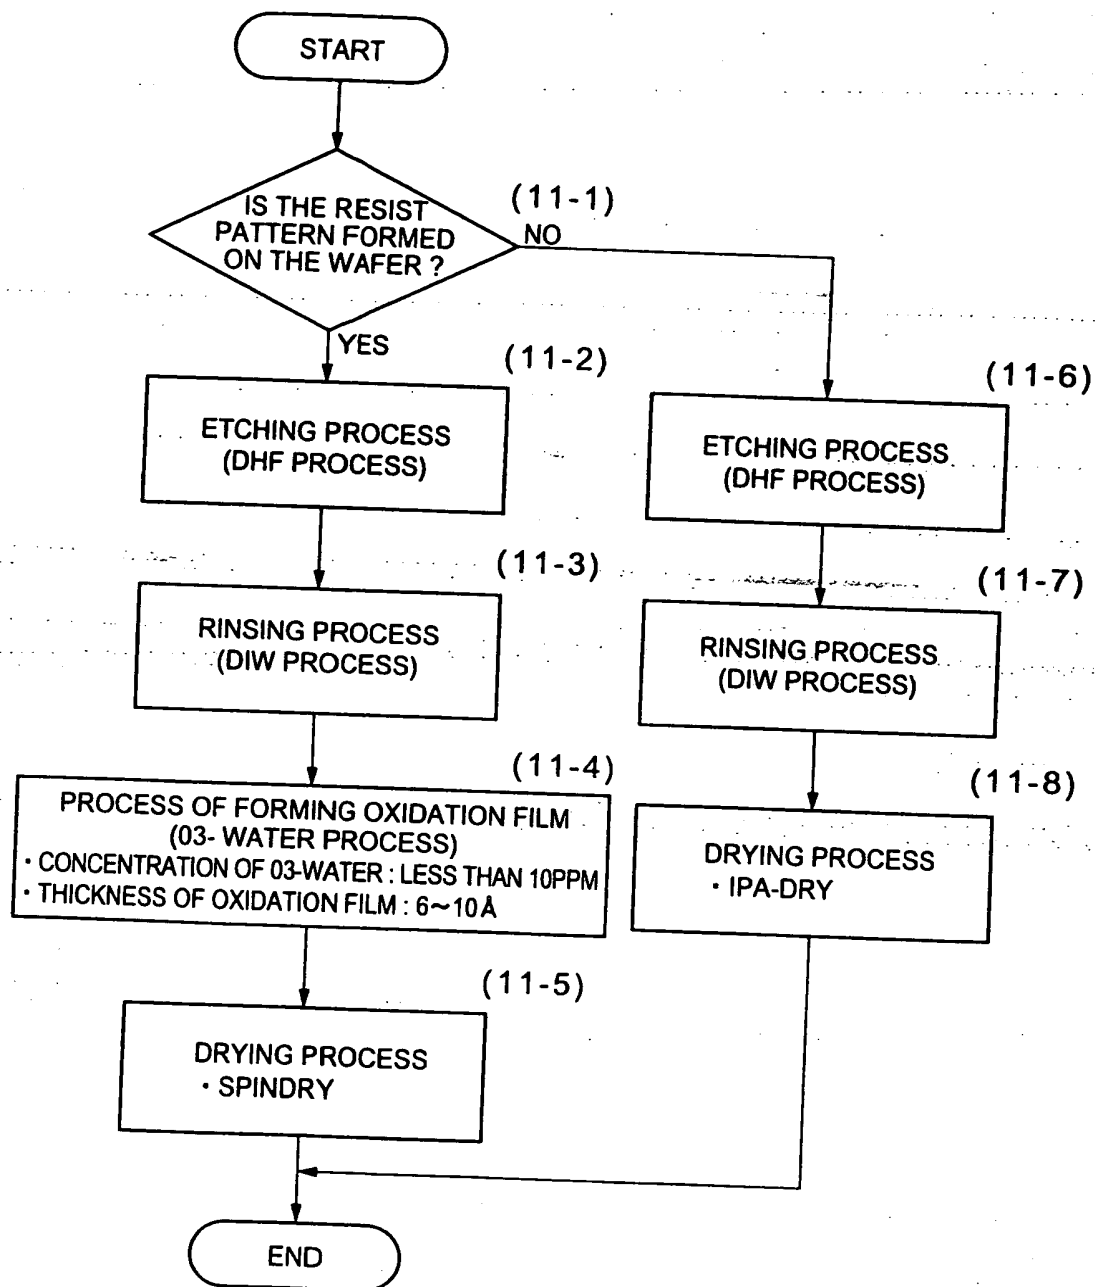 START
(11-1)
IS THE RESIST
PATTERN FORMED
ON THE WAFER ?
NO
YES
(11-2)
ETCHING PROCESS
(DHF PROCESS)
(11-3)
RINSING PROCESS
(DIW PROCESS)
(11-4)
PROCESS OF FORMING OXIDATION FILM
(03- WATER PROCESS)
・CONCENTRATION OF 03-WATER : LESS THAN 10PPM
・THICKNESS OF OXIDATION FILM : 6~10Å
(11-5)
DRYING PROCESS
・SPINDRY
(11-6)
ETCHING PROCESS
(DHF PROCESS)
(11-7)
RINSING PROCESS
(DIW PROCESS)
(11-8)
DRYING PROCESS
・IPA-DRY
END